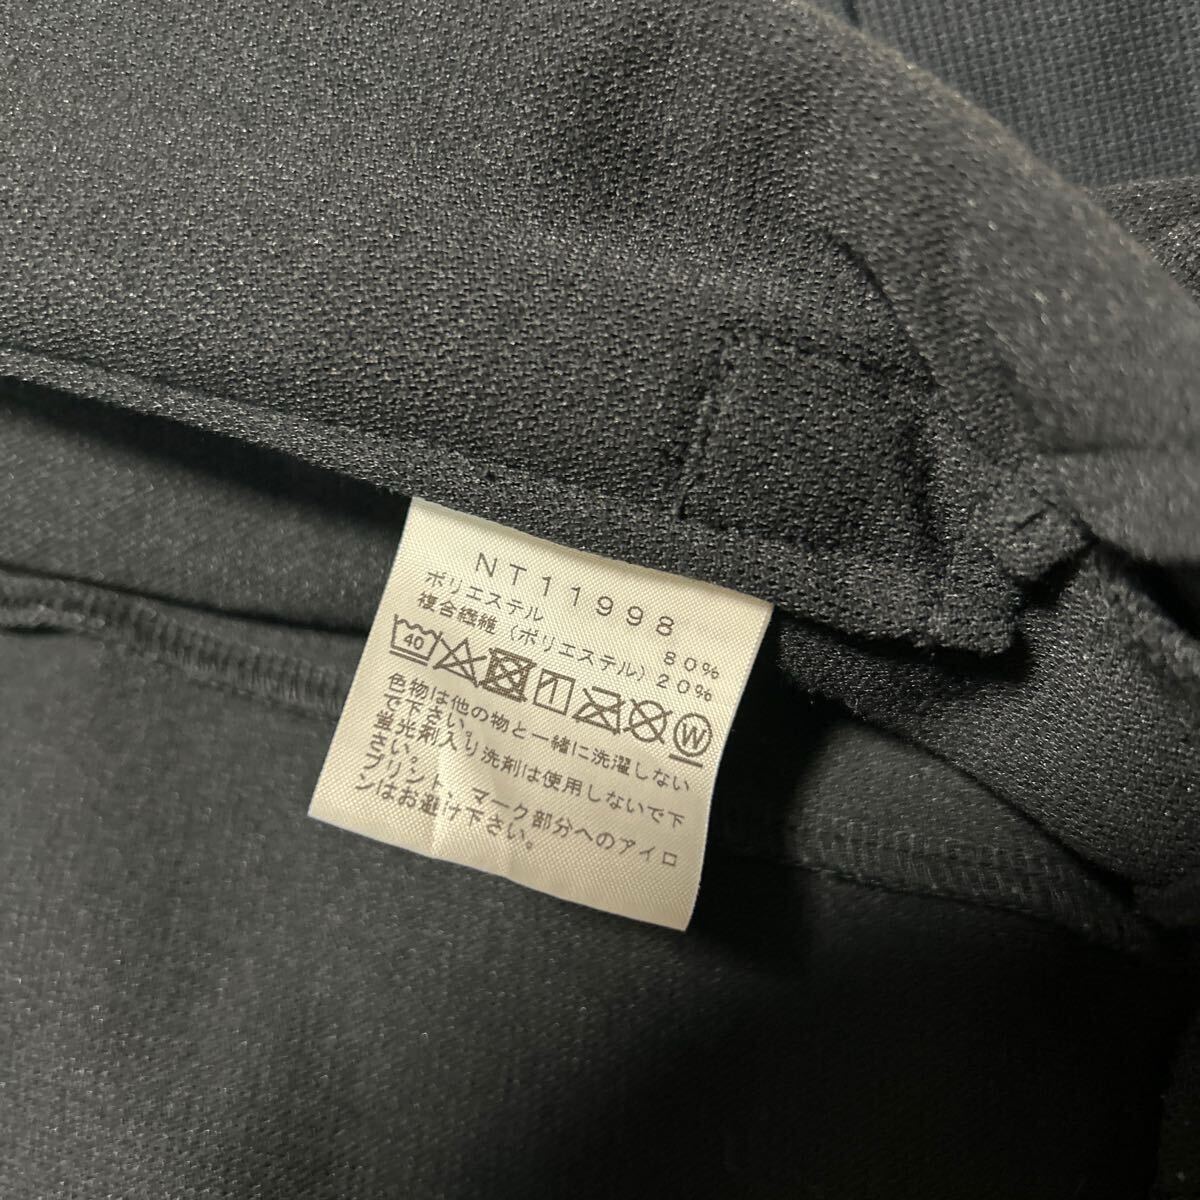 NT11998
ポリエステル 80%
複合繊維(ポリエステル)20%
40 W
色物は他の物と一緒に洗濯しない
で下さい。
蛍光剤入り洗剤は使用しないで下
さい。
プリント、マーク部分へのアイロ
ンはお避け下さい。